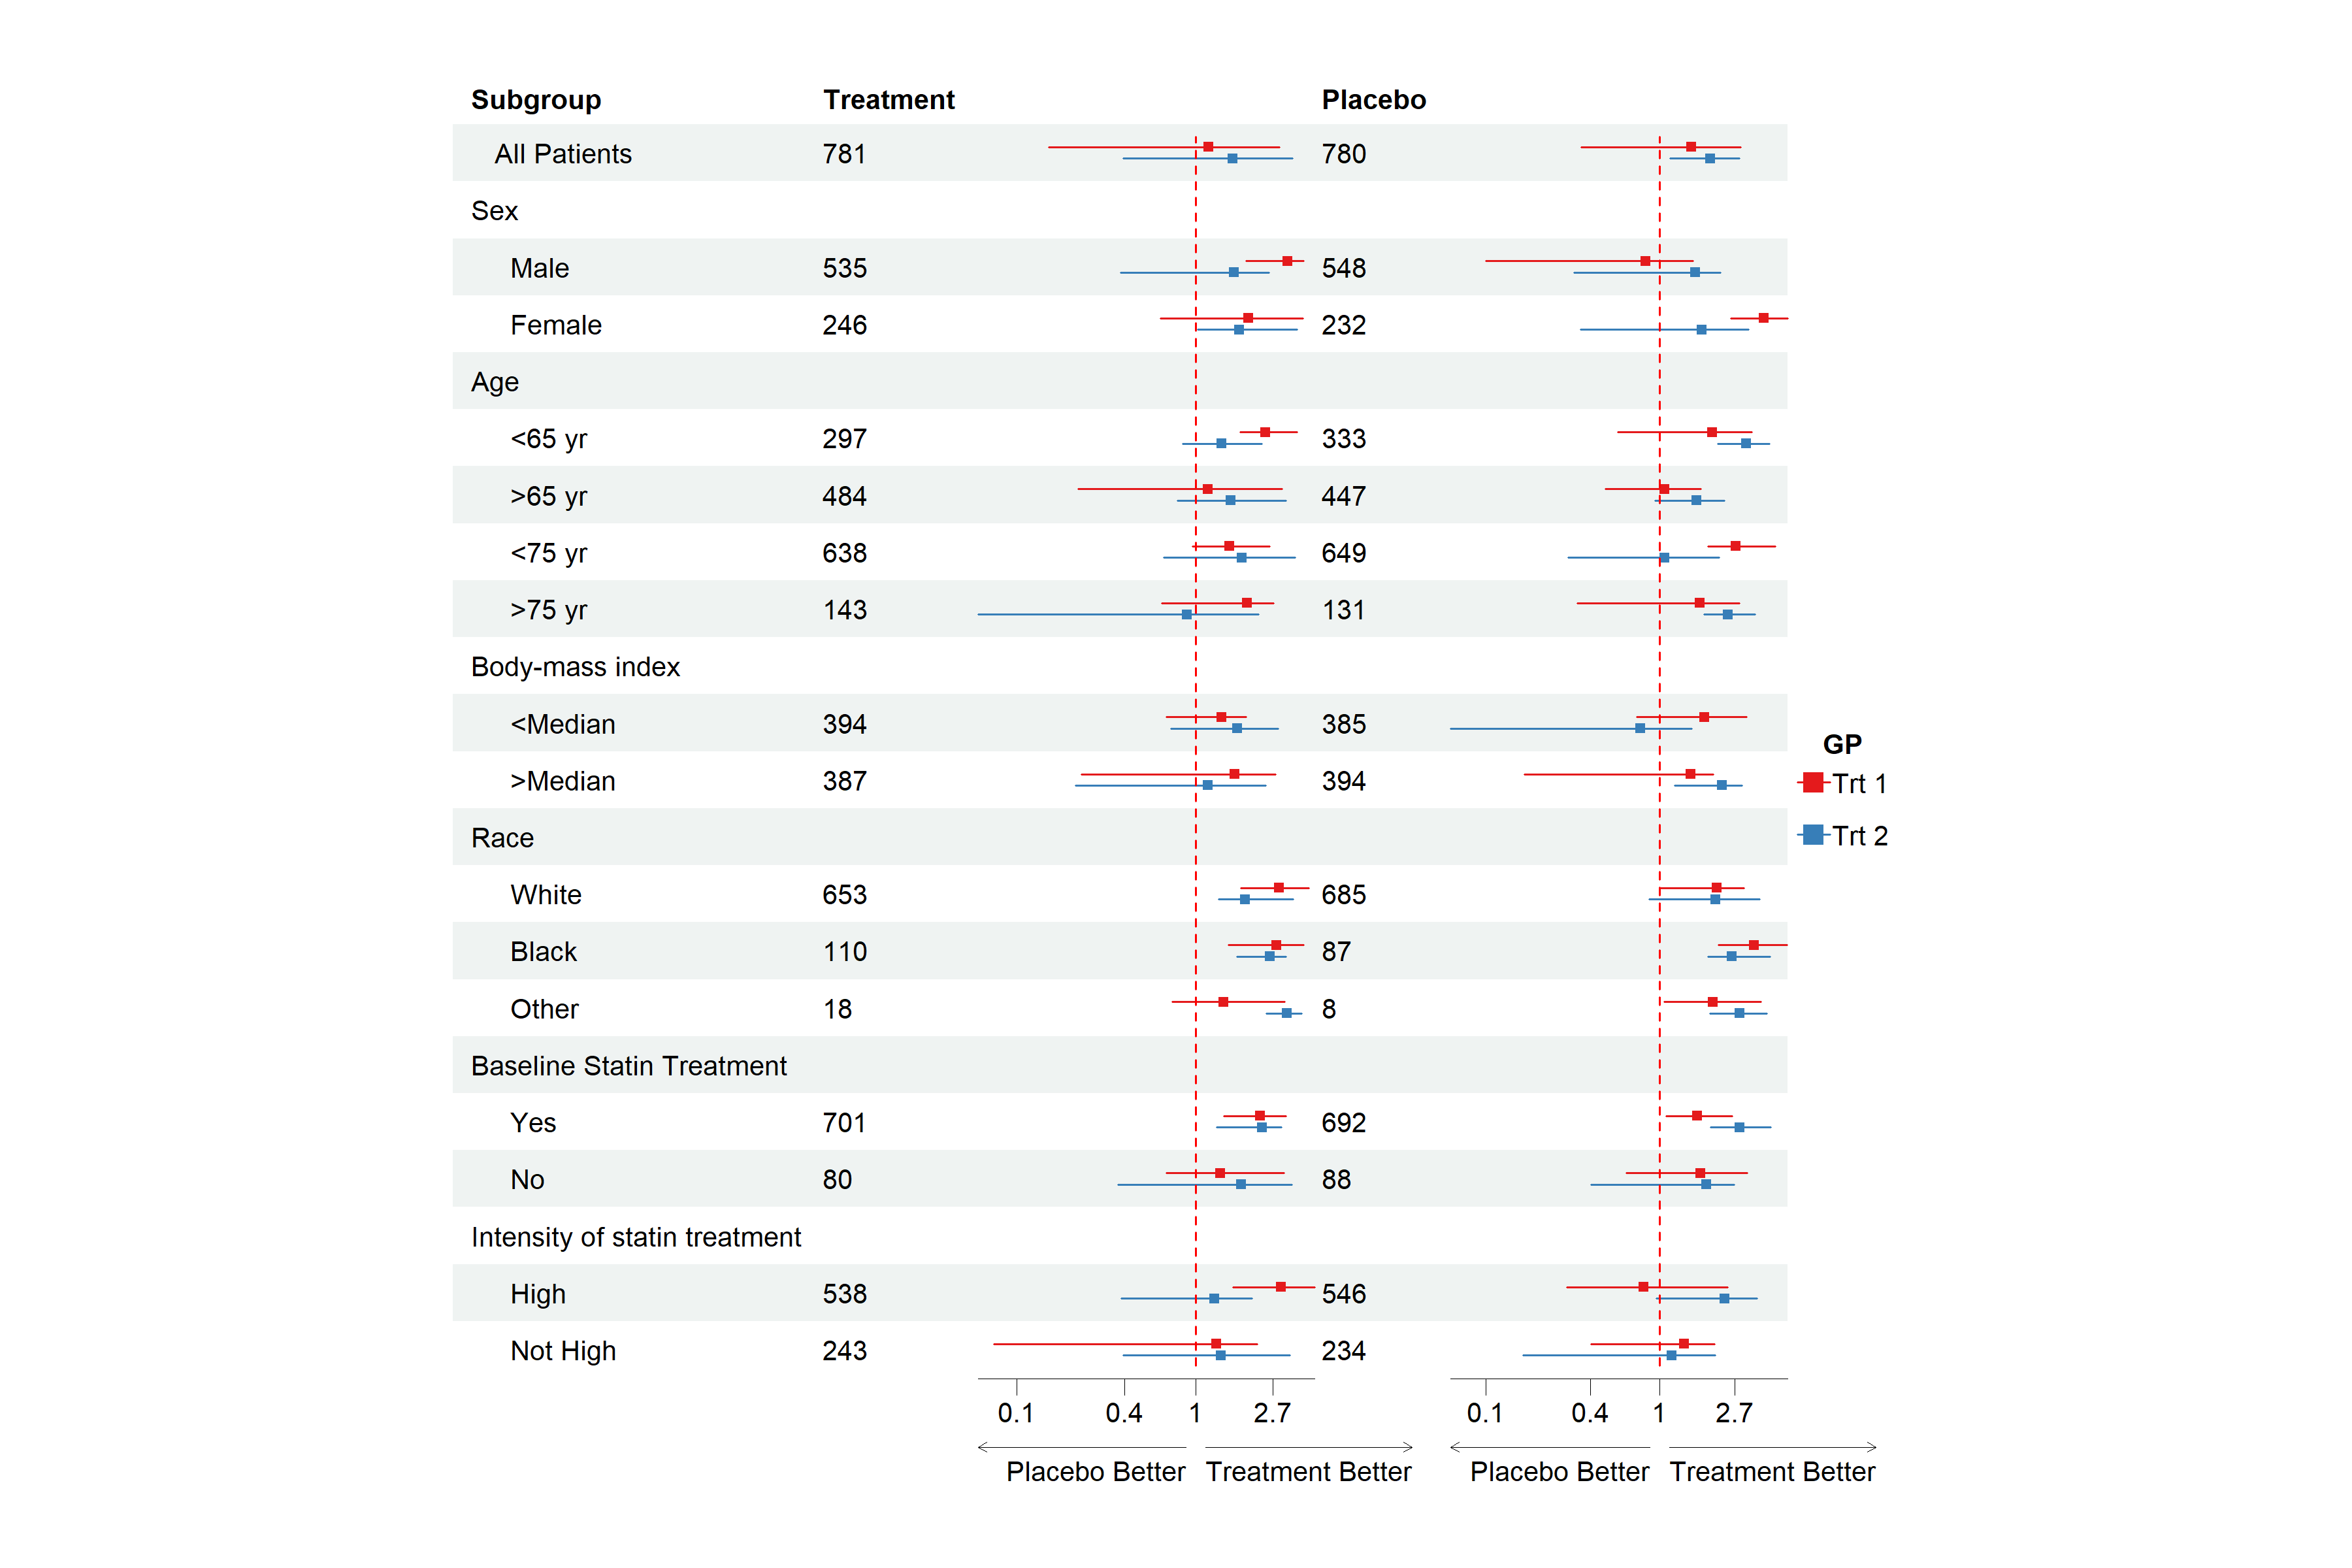 Subgroup Treatment Placebo
All Patients 781 780
Sex
Male 535 548
Female 246 232
Age
<65 yr 297 333
>65 yr 484 447
<75 yr 638 649
>75 yr 143 131
Body-mass index
<Median 394 385
>Median 387 394
Race
White 653 685
Black 110 87
Other 18 8
Baseline Statin Treatment
Yes 701 692
No 80 88
Intensity of statin treatment
High 538 546
Not High 243 234
0.1 0.4 1 2.7 0.1 0.4 1 2.7
Placebo Better Treatment Better Placebo Better Treatment Better
GP
Trt 1
Trt 2